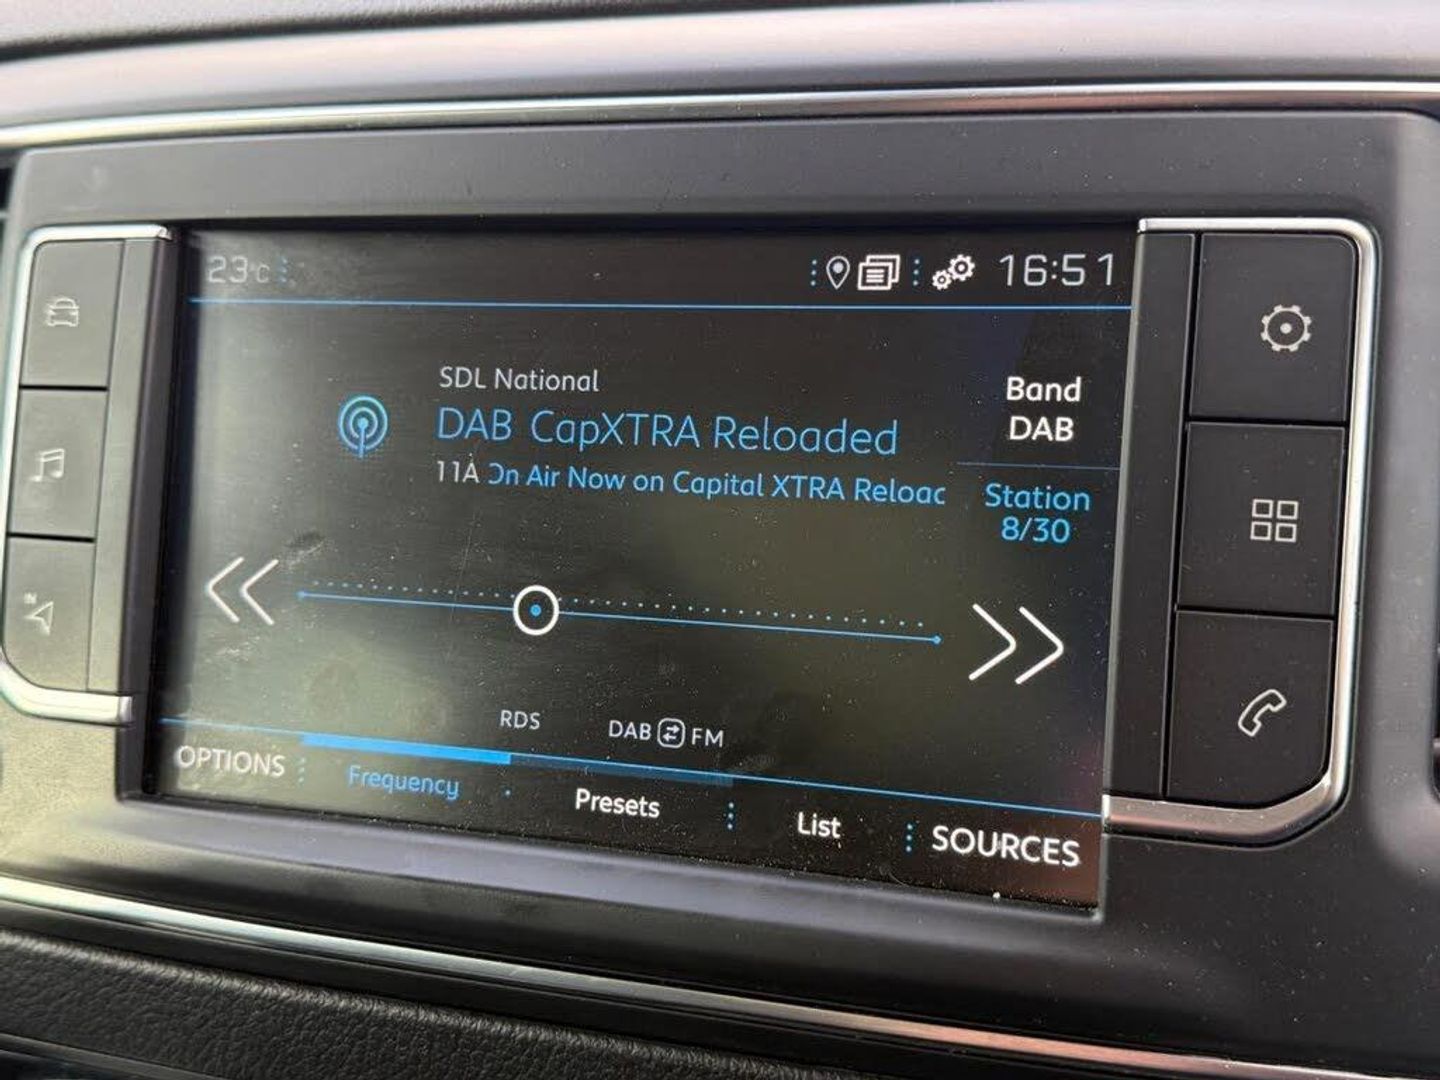 23°C 16:51
SDL National
DAB CapXTRA Reloaded
11A On Air Now on Capital XTRA Reloac
Band
DAB
Station
8/30
IN
RDS DAB FM
OPTIONS Frequency Presets List SOURCES